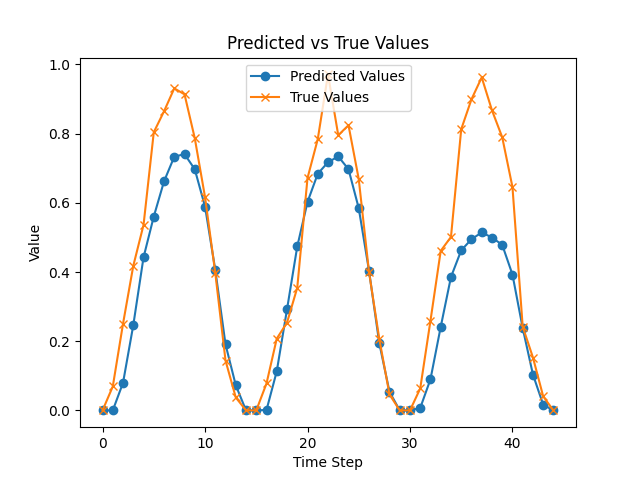 Predicted vs True Values
Predicted Values
True Values
Value
1.0
0.8
0.6
0.4
0.2
0.0
0 10 20 30 40
Time Step